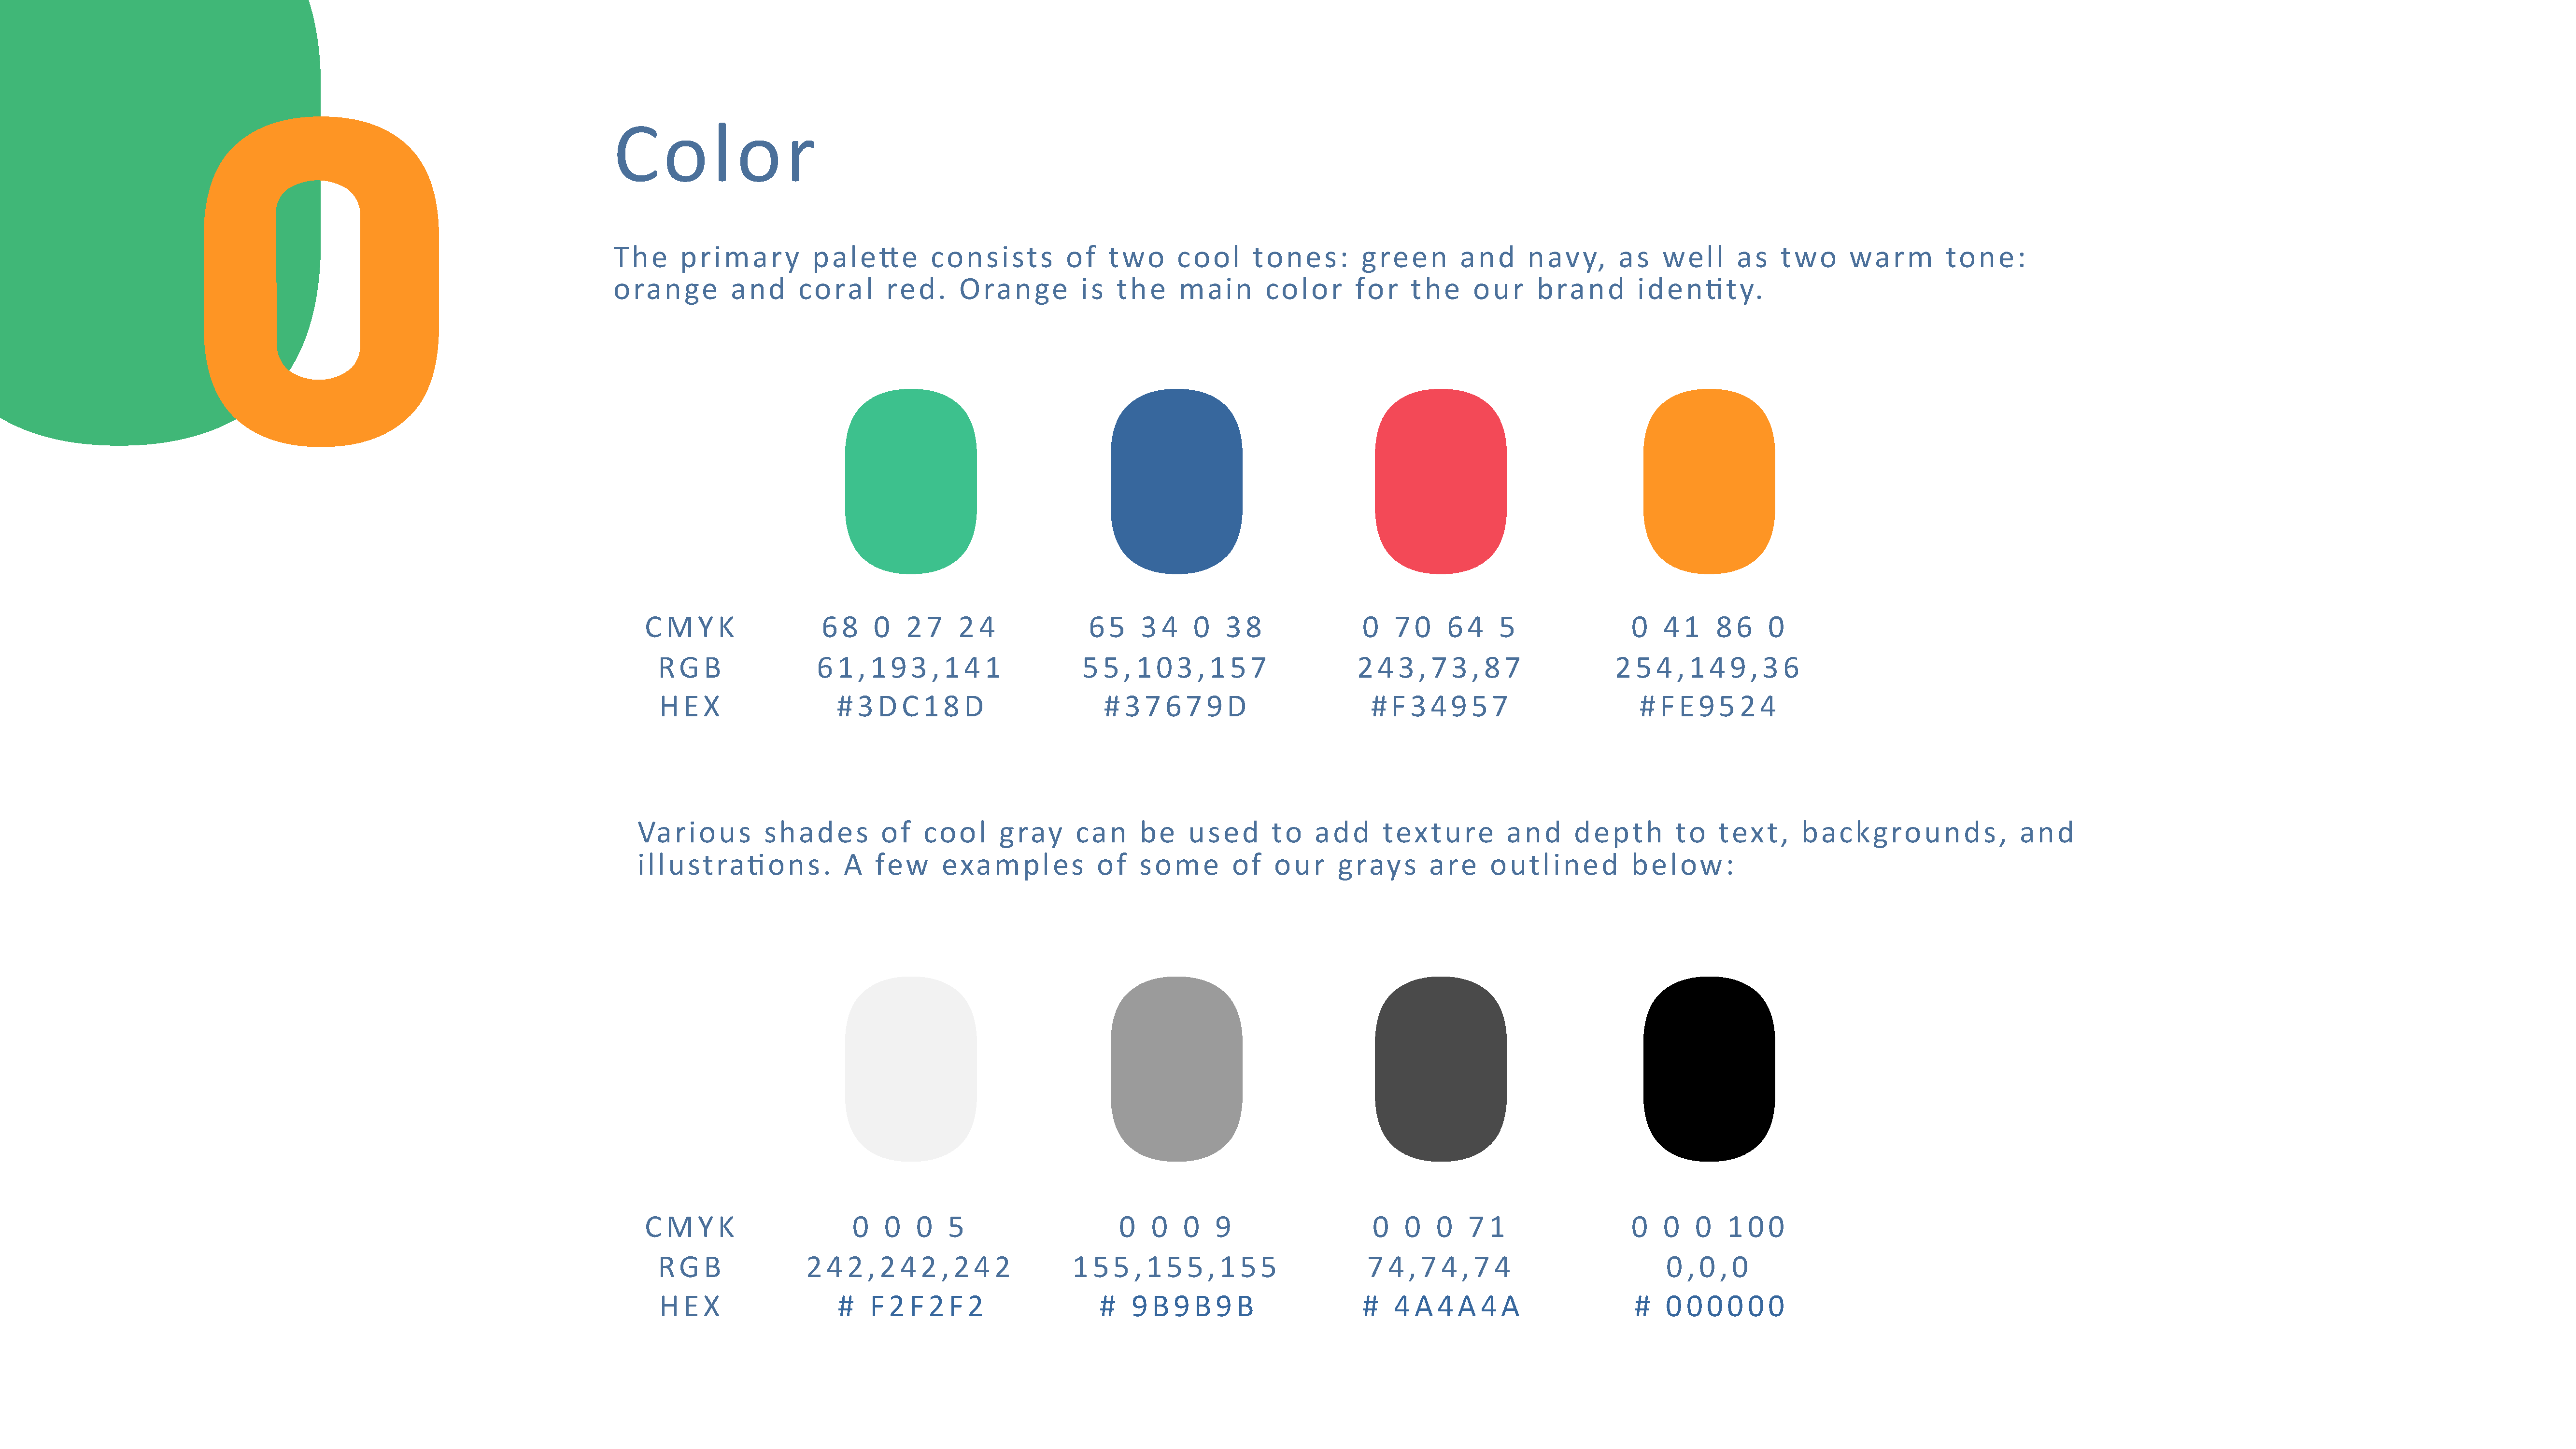 Color
The primary palette consists of two cool tones: green and navy, as well as two warm tone:
orange and coral red. Orange is the main color for the our brand identity.
CMYK 68 0 27 24 65 34 0 38 0 70 64 5 0 41 86 0
RGB 61,193,141 55,103,157 243,73,87 254,149,36
HEX #3DC18D #37679D #F34957 #FE9524
Various shades of cool gray can be used to add texture and depth to text, backgrounds, and
illustrations. A few examples of some of our grays are outlined below:
CMYK 0 0 0 5 0 0 0 9 0 0 0 71 0 0 0 100
RGB 242,242,242 155,155,155 74,74,74 0,0,0
HEX # F2F2F2 # 9B9B9B # 4A4A4A # 000000